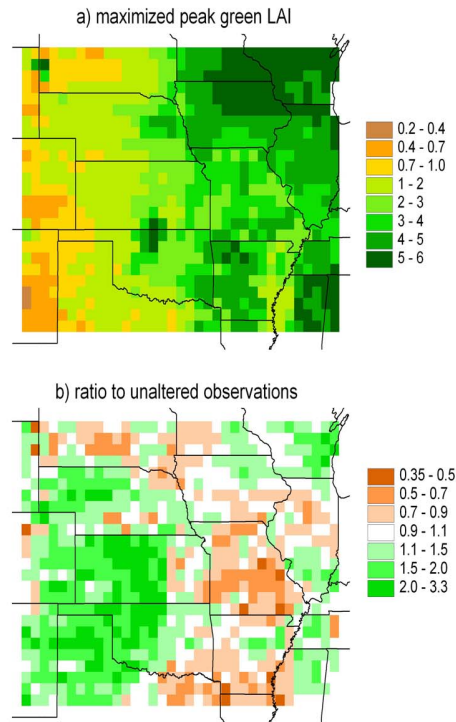 a) maximized peak green LAI
0.2 - 0.4
0.4 - 0.7
0.7 - 1.0
1 - 2
2 - 3
3 - 4
4 - 5
5 - 6
b) ratio to unaltered observations
0.35 - 0.5
0.5 - 0.7
0.7 - 0.9
0.9 - 1.1
1.1 - 1.5
1.5 - 2.0
2.0 - 3.3